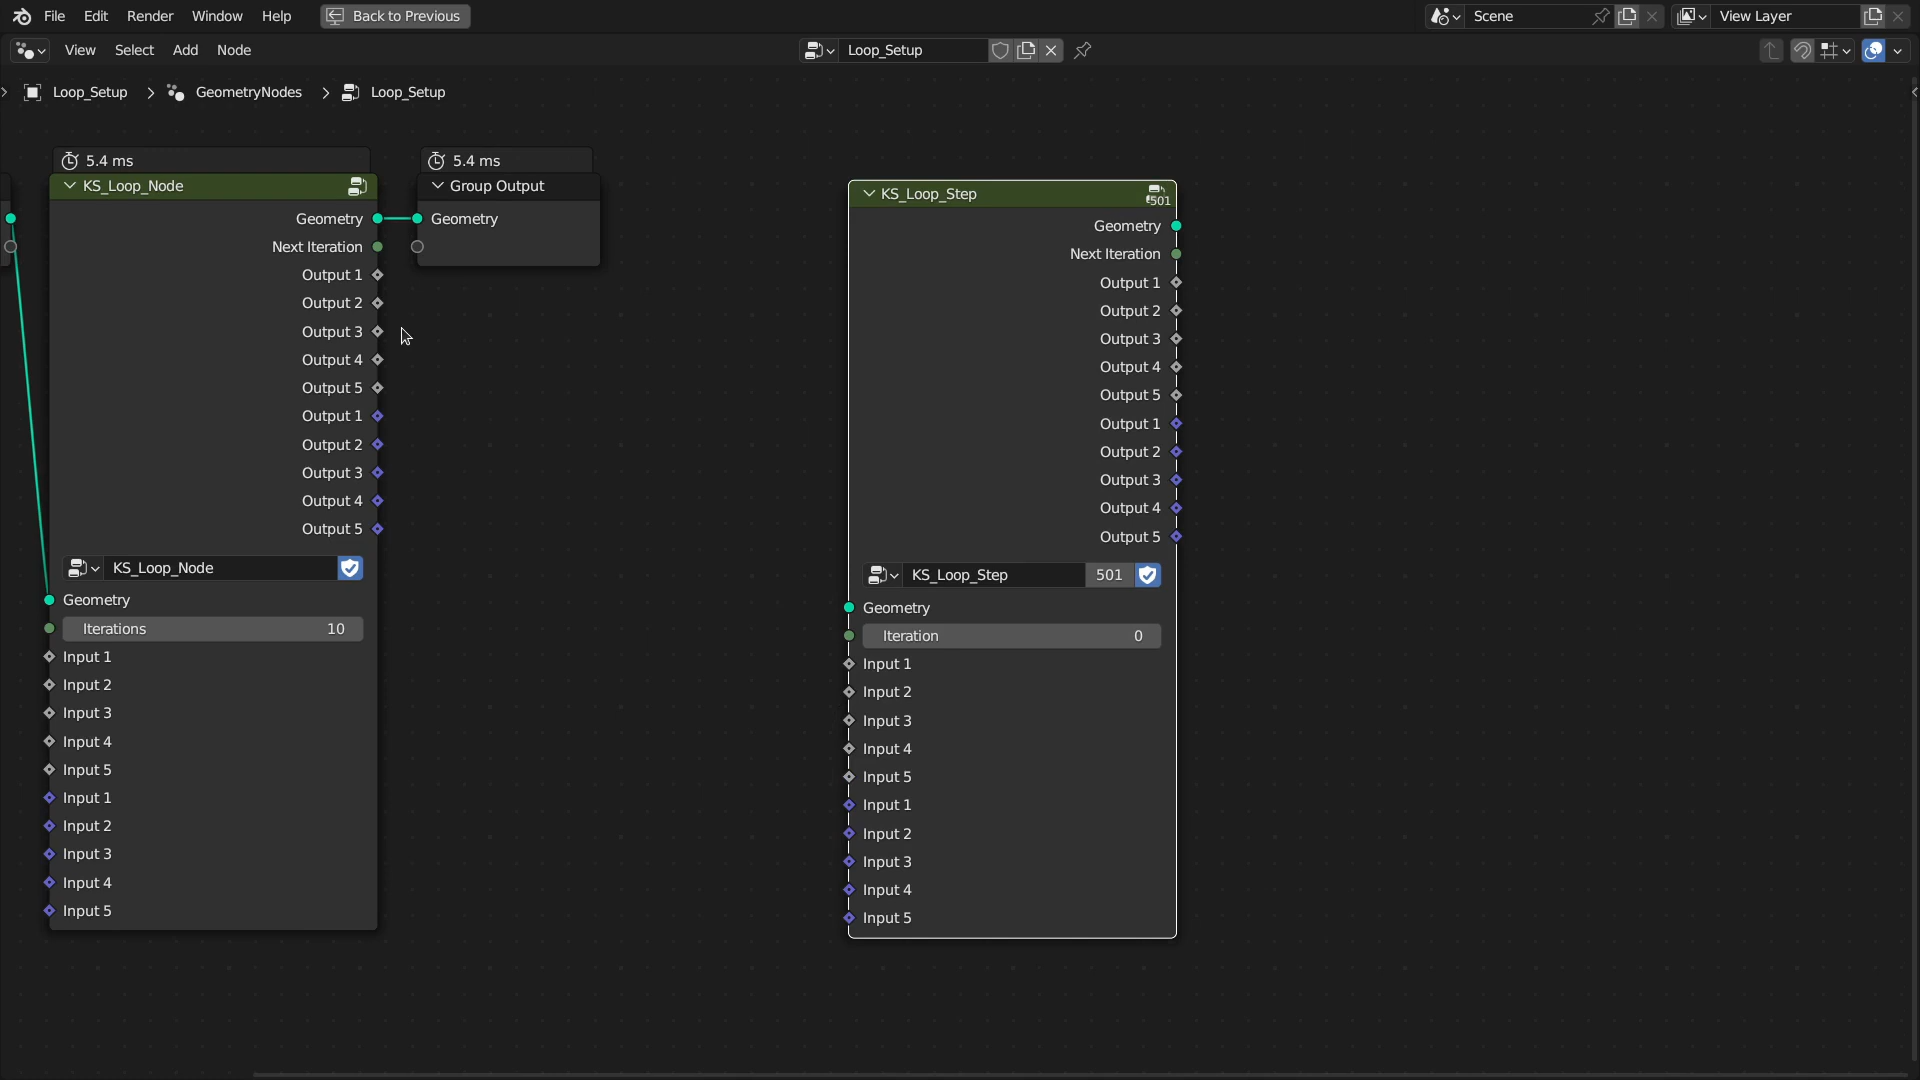 File Edit Render Window Help Back to Previous Scene View Layer
View Select Add Node Loop_Setup
Loop_Setup > GeometryNodes > Loop_Setup
5.4 ms
KS_Loop_Node
Geometry
Next Iteration
Output 1
Output 2
Output 3
Output 4
Output 5
Output 1
Output 2
Output 3
Output 4
Output 5
KS_Loop_Node
Geometry
Iterations 10
Input 1
Input 2
Input 3
Input 4
Input 5
Input 1
Input 2
Input 3
Input 4
Input 5
5.4 ms
Group Output
Geometry
KS_Loop_Step 501
Geometry
Next Iteration
Output 1
Output 2
Output 3
Output 4
Output 5
Output 1
Output 2
Output 3
Output 4
Output 5
KS_Loop_Step 501
Geometry
Iteration 0
Input 1
Input 2
Input 3
Input 4
Input 5
Input 1
Input 2
Input 3
Input 4
Input 5